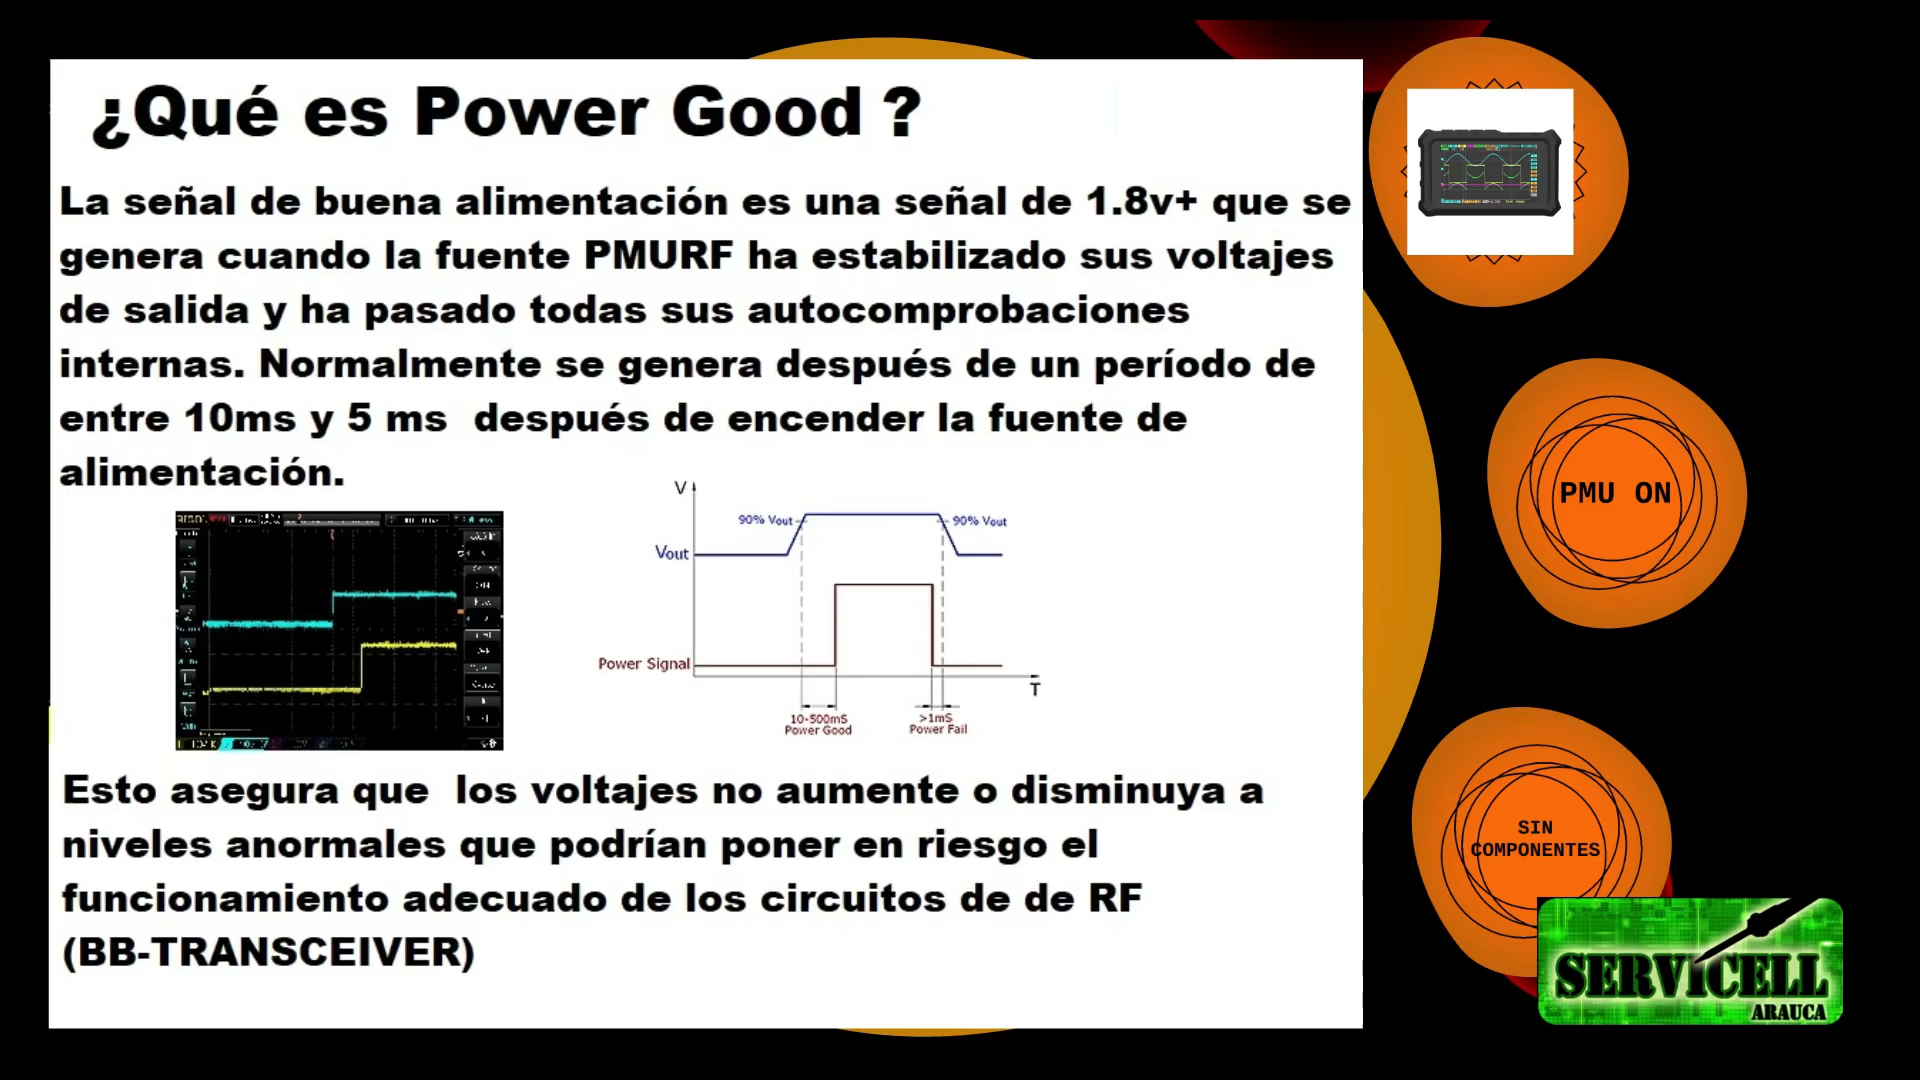 ¿Qué es Power Good ?
La señal de buena alimentación es una señal de 1.8v+ que se
genera cuando la fuente PMURF ha estabilizado sus voltajes
de salida y ha pasado todas sus autocomprobaciones
internas. Normalmente se genera después de un período de
entre 10ms y 5 ms después de encender la fuente de
alimentación.
V
90% Vout
90% Vout
Vout
Power Signal
T
10-500mS
Power Good
>1mS
Power Fail
Esto asegura que los voltajes no aumente o disminuya a
niveles anormales que podrían poner en riesgo el
funcionamiento adecuado de los circuitos de de RF
(BB-TRANSCEIVER)
PMU ON
SIN
COMPONENTES
SERVICELL
ARAUCA